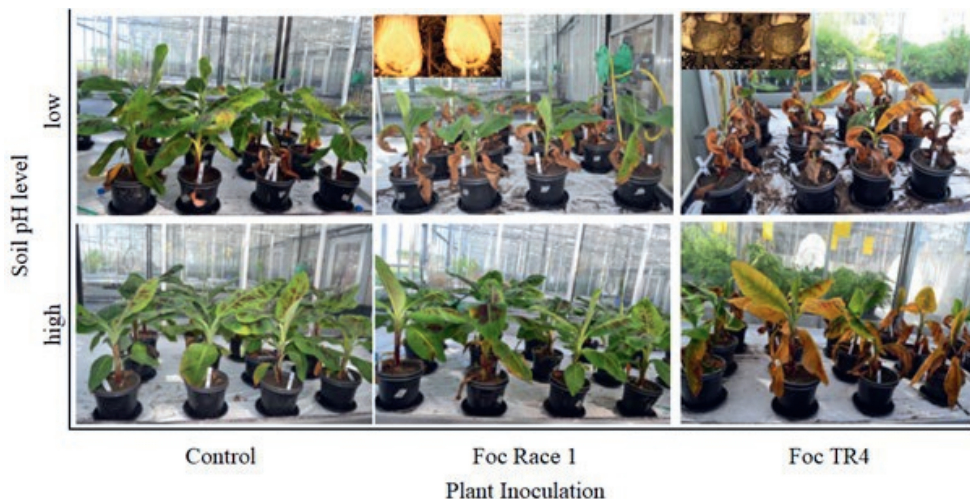 Soil pH level
low
high
Control
Foc Race 1
Foc TR4
Plant Inoculation